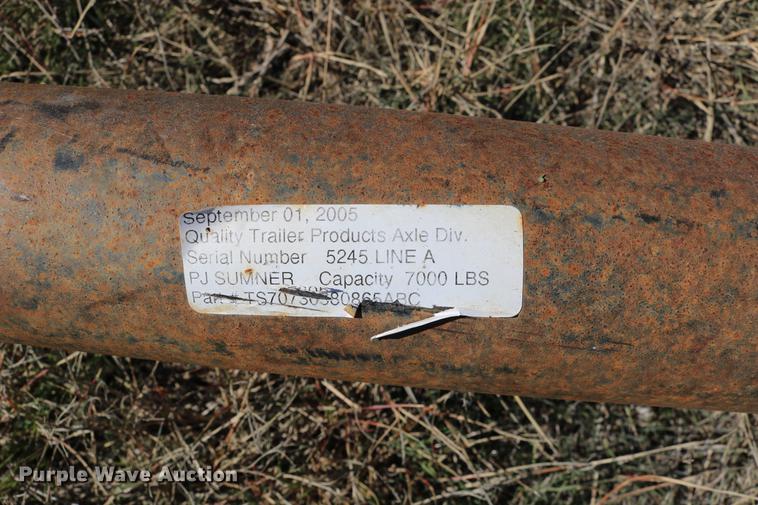 September 01, 2005
Quality Trailer Products Axle Div.
Serial Number 5245 LINE A
PJ SUMNER Capacity 7000 LBS
Part #
Purple Wave Auction